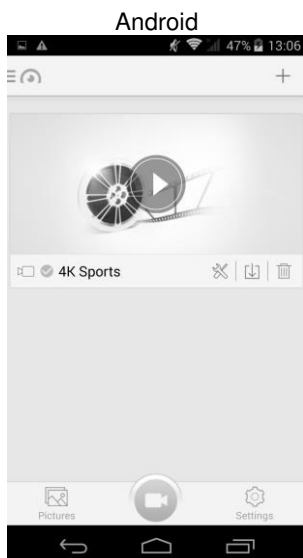 Android
47% 13:06
4K Sports
Pictures
Settings